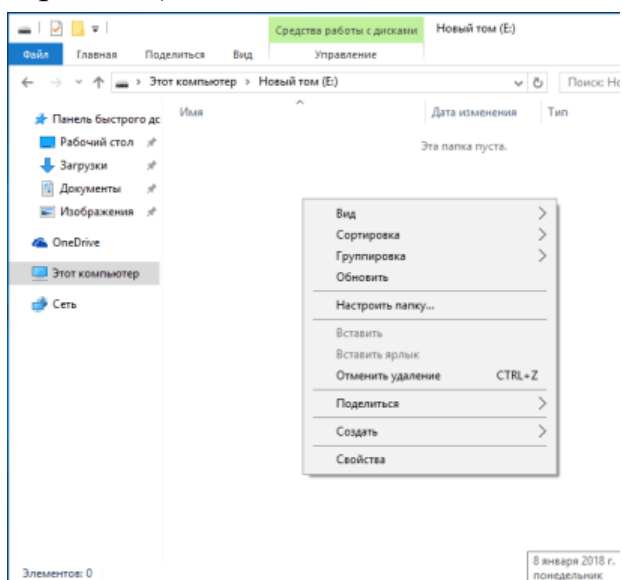 Средства работы с дисками
Новый том (E:)
Файл
Главная
Поделиться
Вид
Управление
Этот компьютер > Новый том (E:)
Поиск: Но
Имя
Дата изменения
Тип
Эта папка пуста.
Панель быстрого дс
Рабочий стол
Загрузки
Документы
Изображения
OneDrive
Этот компьютер
Сеть
Вид
Сортировка
Группировка
Обновить
Настроить папку...
Вставить
Вставить ярлык
Отменить удаление CTRL+Z
Поделиться
Создать
Свойства
Элементов: 0
8 января 2018 г.
понедельник